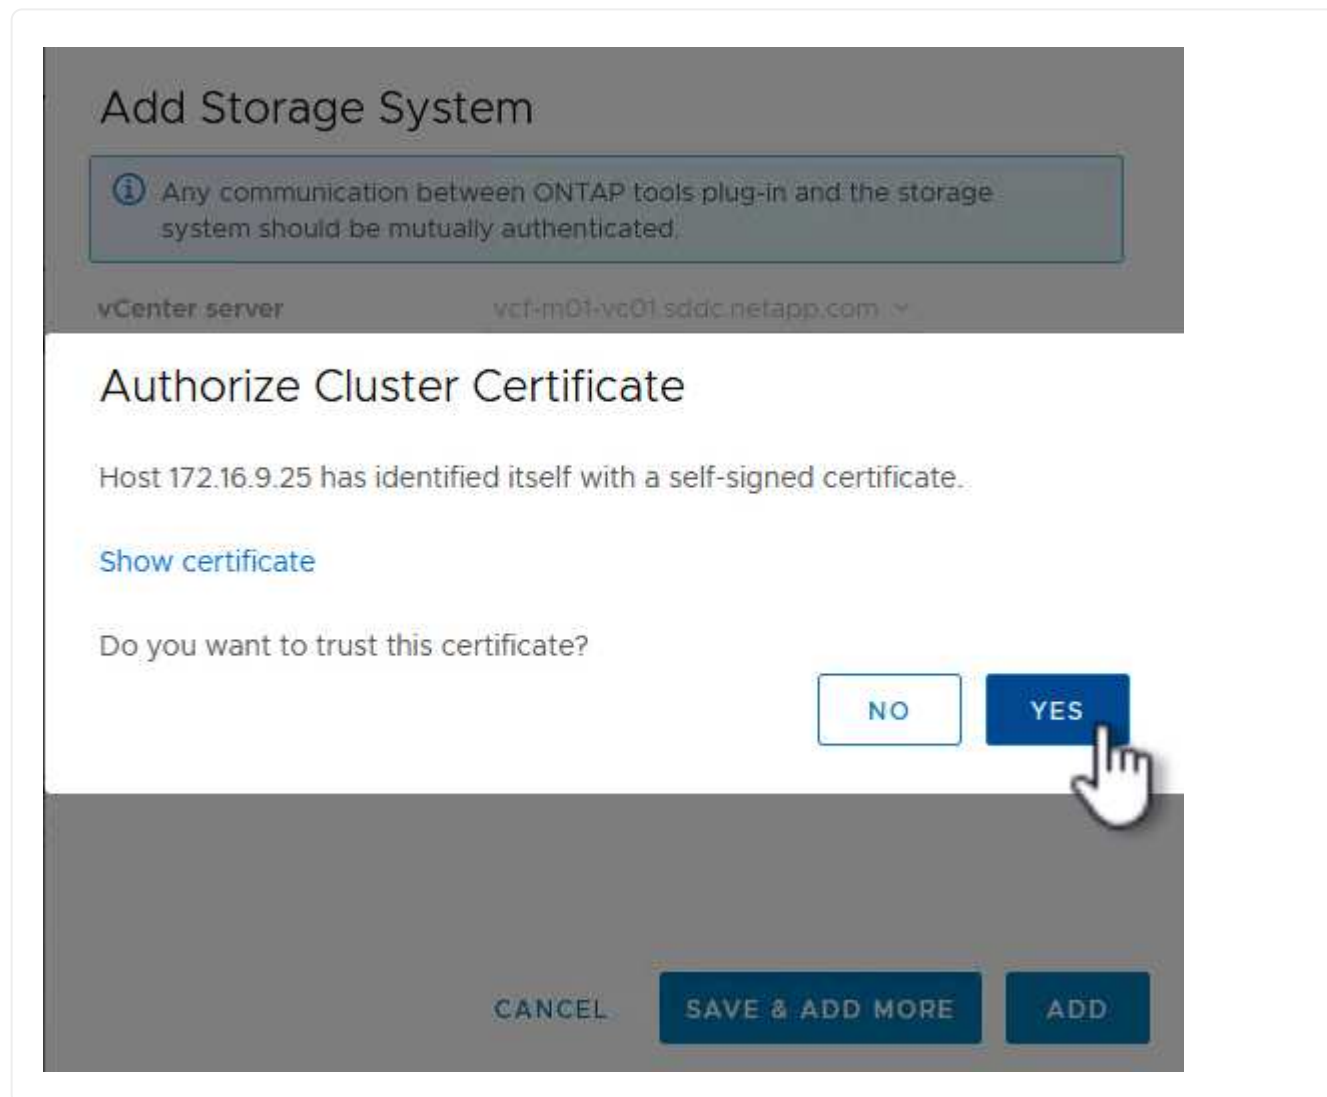 Add Storage System
Any communication between ONTAP tools plug-in and the storage
system should be mutually authenticated.
vCenter server vcf-m01-vc01.sddc.netapp.com
Authorize Cluster Certificate
Host 172.16.9.25 has identified itself with a self-signed certificate.
Show certificate
Do you want to trust this certificate?
NO YES
CANCEL SAVE & ADD MORE ADD